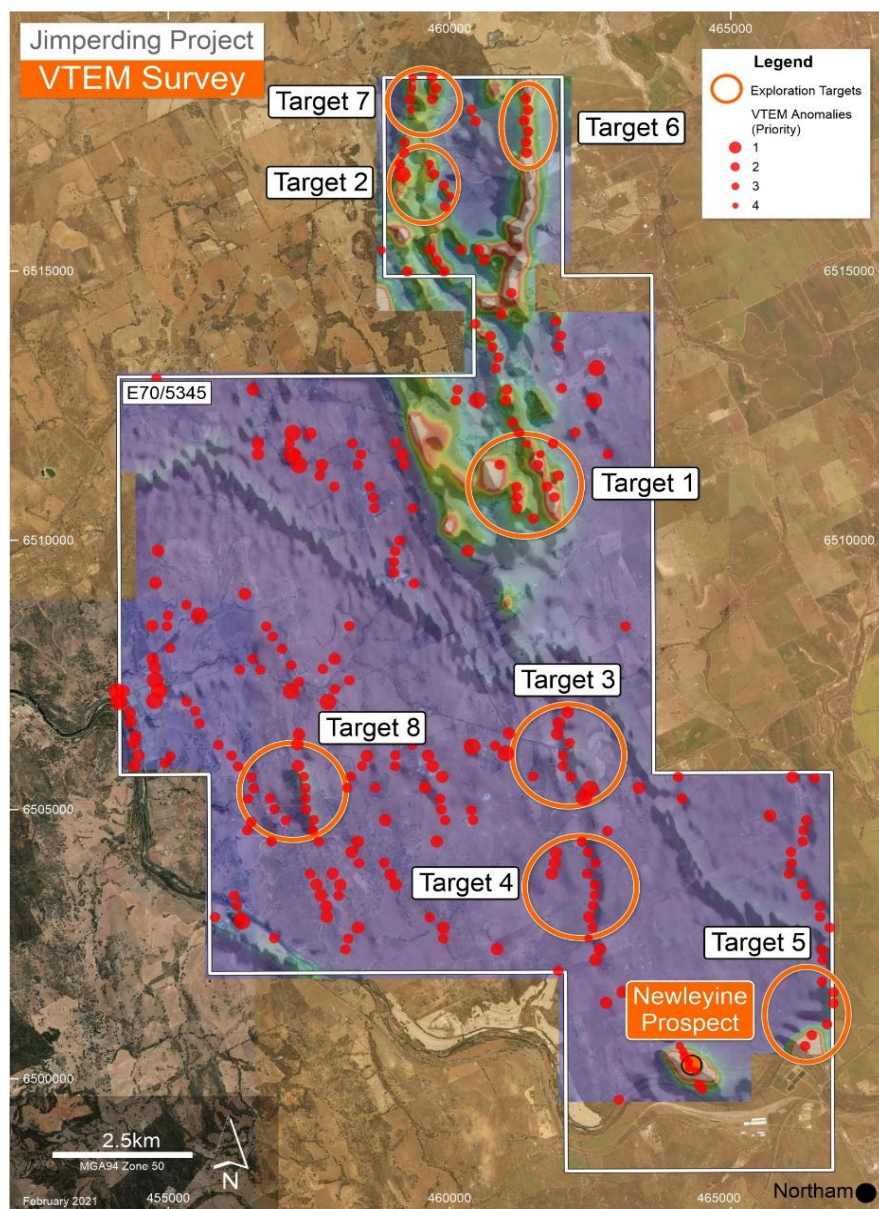 Jimperding Project
VTEM Survey
460000
465000
Legend
Exploration Targets
VTEM Anomalies
(Priority)
1
2
3
4
Target 7
Target 6
Target 2
6515000
6515000
E70/5345
Target 1
6510000
6510000
Target 3
Target 8
6505000
6505000
Target 4
Target 5
Newleyine
Prospect
6500000
6500000
2.5km
MGA94 Zone 50
N
February 2021
455000
460000
465000
Northam